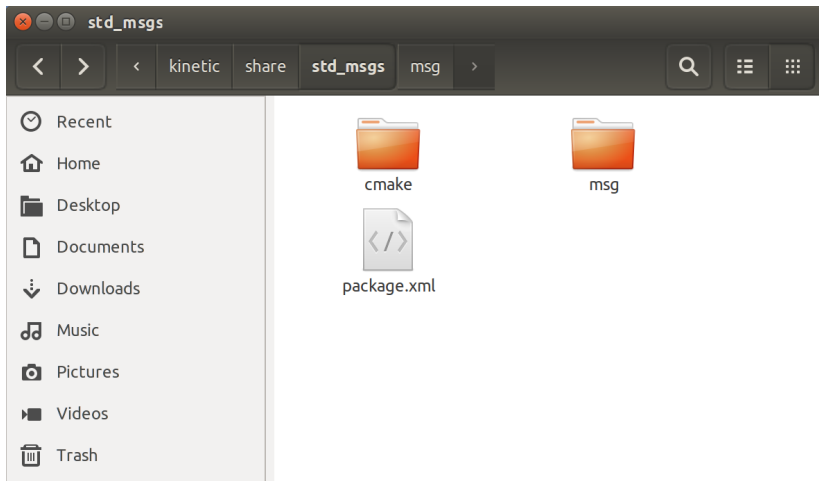 std_msgs
kinetic share std_msgs msg
Recent
Home
Desktop
Documents
Downloads
Music
Pictures
Videos
Trash
cmake msg
package.xml